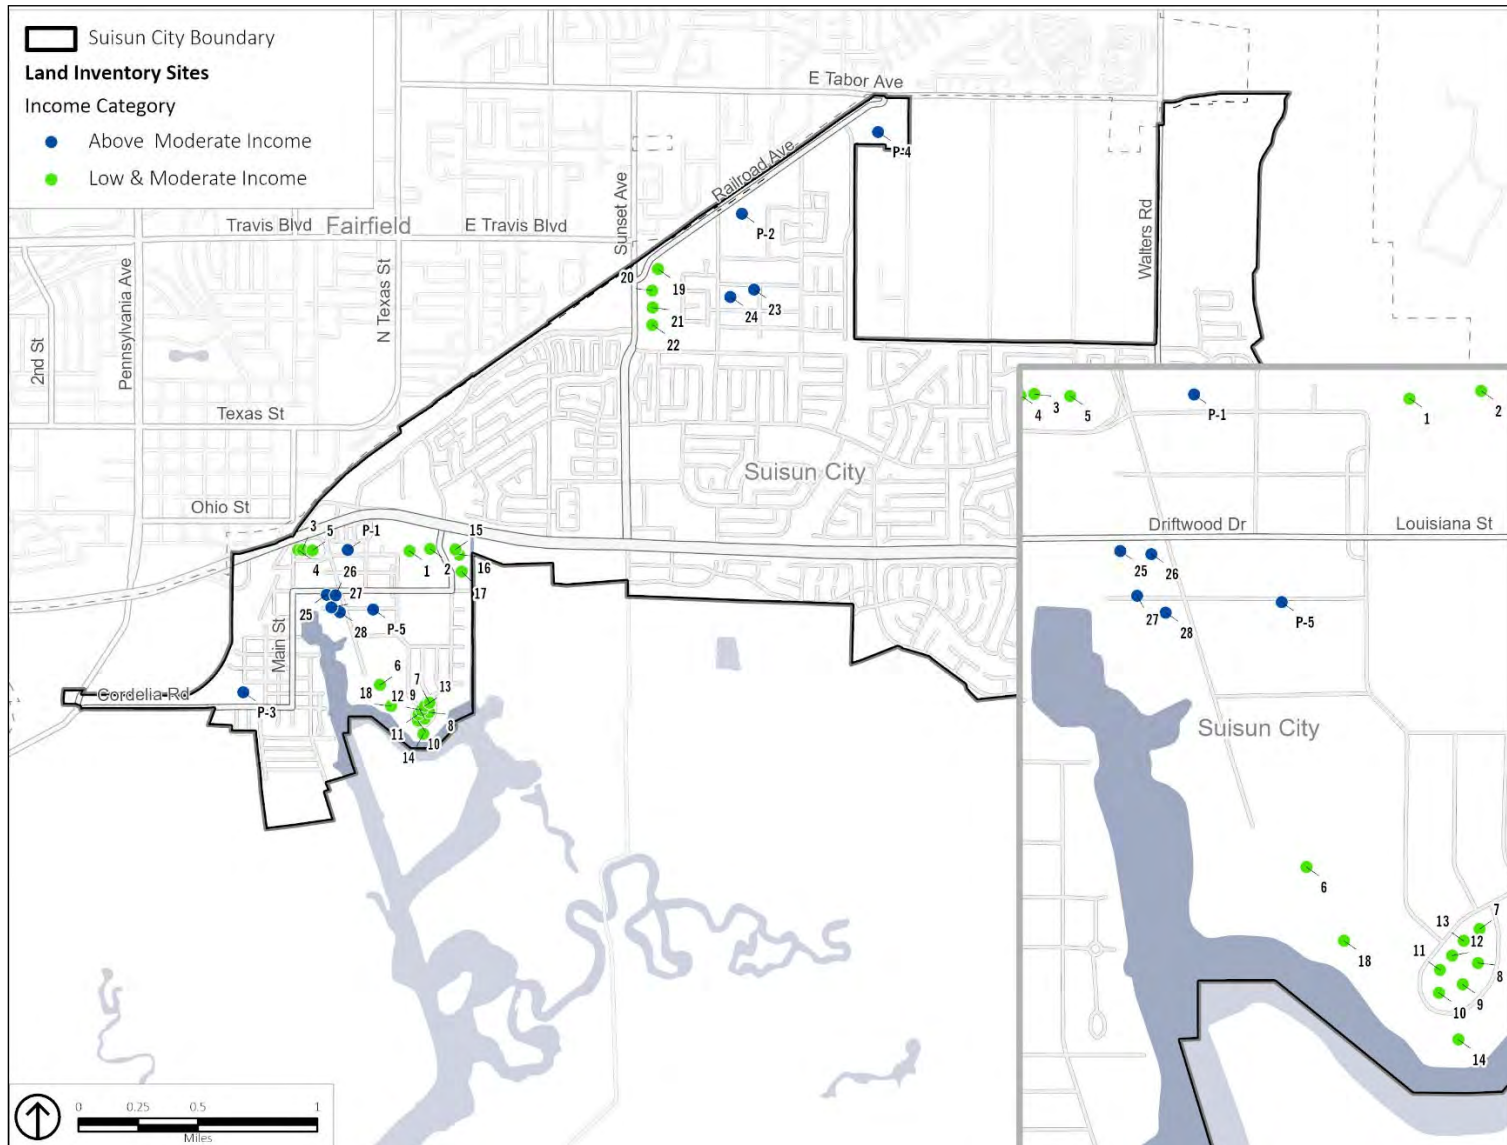 Suisun City Boundary
Land Inventory Sites
Income Category
Above Moderate Income
Low & Moderate Income
E Tabor Ave
P-4
Railroad Ave
Sunset Ave
Travis Blvd
Fairfield
E Travis Blvd
P-2
Walters Rd
Pennsylvania Ave
N Texas St
2nd St
20
19
21
22
24
23
Texas St
Suisun City
Ohio St
3
5
P-1
15
4
26
1
2
16
27
17
25
28
P-5
Main St
6
7
18
12
9
13
Cordelia Rd
P-3
8
11
10
14
4
3
5
P-1
1
2
Driftwood Dr
Louisiana St
25
26
27
28
P-5
Suisun City
6
7
13
12
11
18
8
10
9
14
0
0.25
0.5
1
Miles